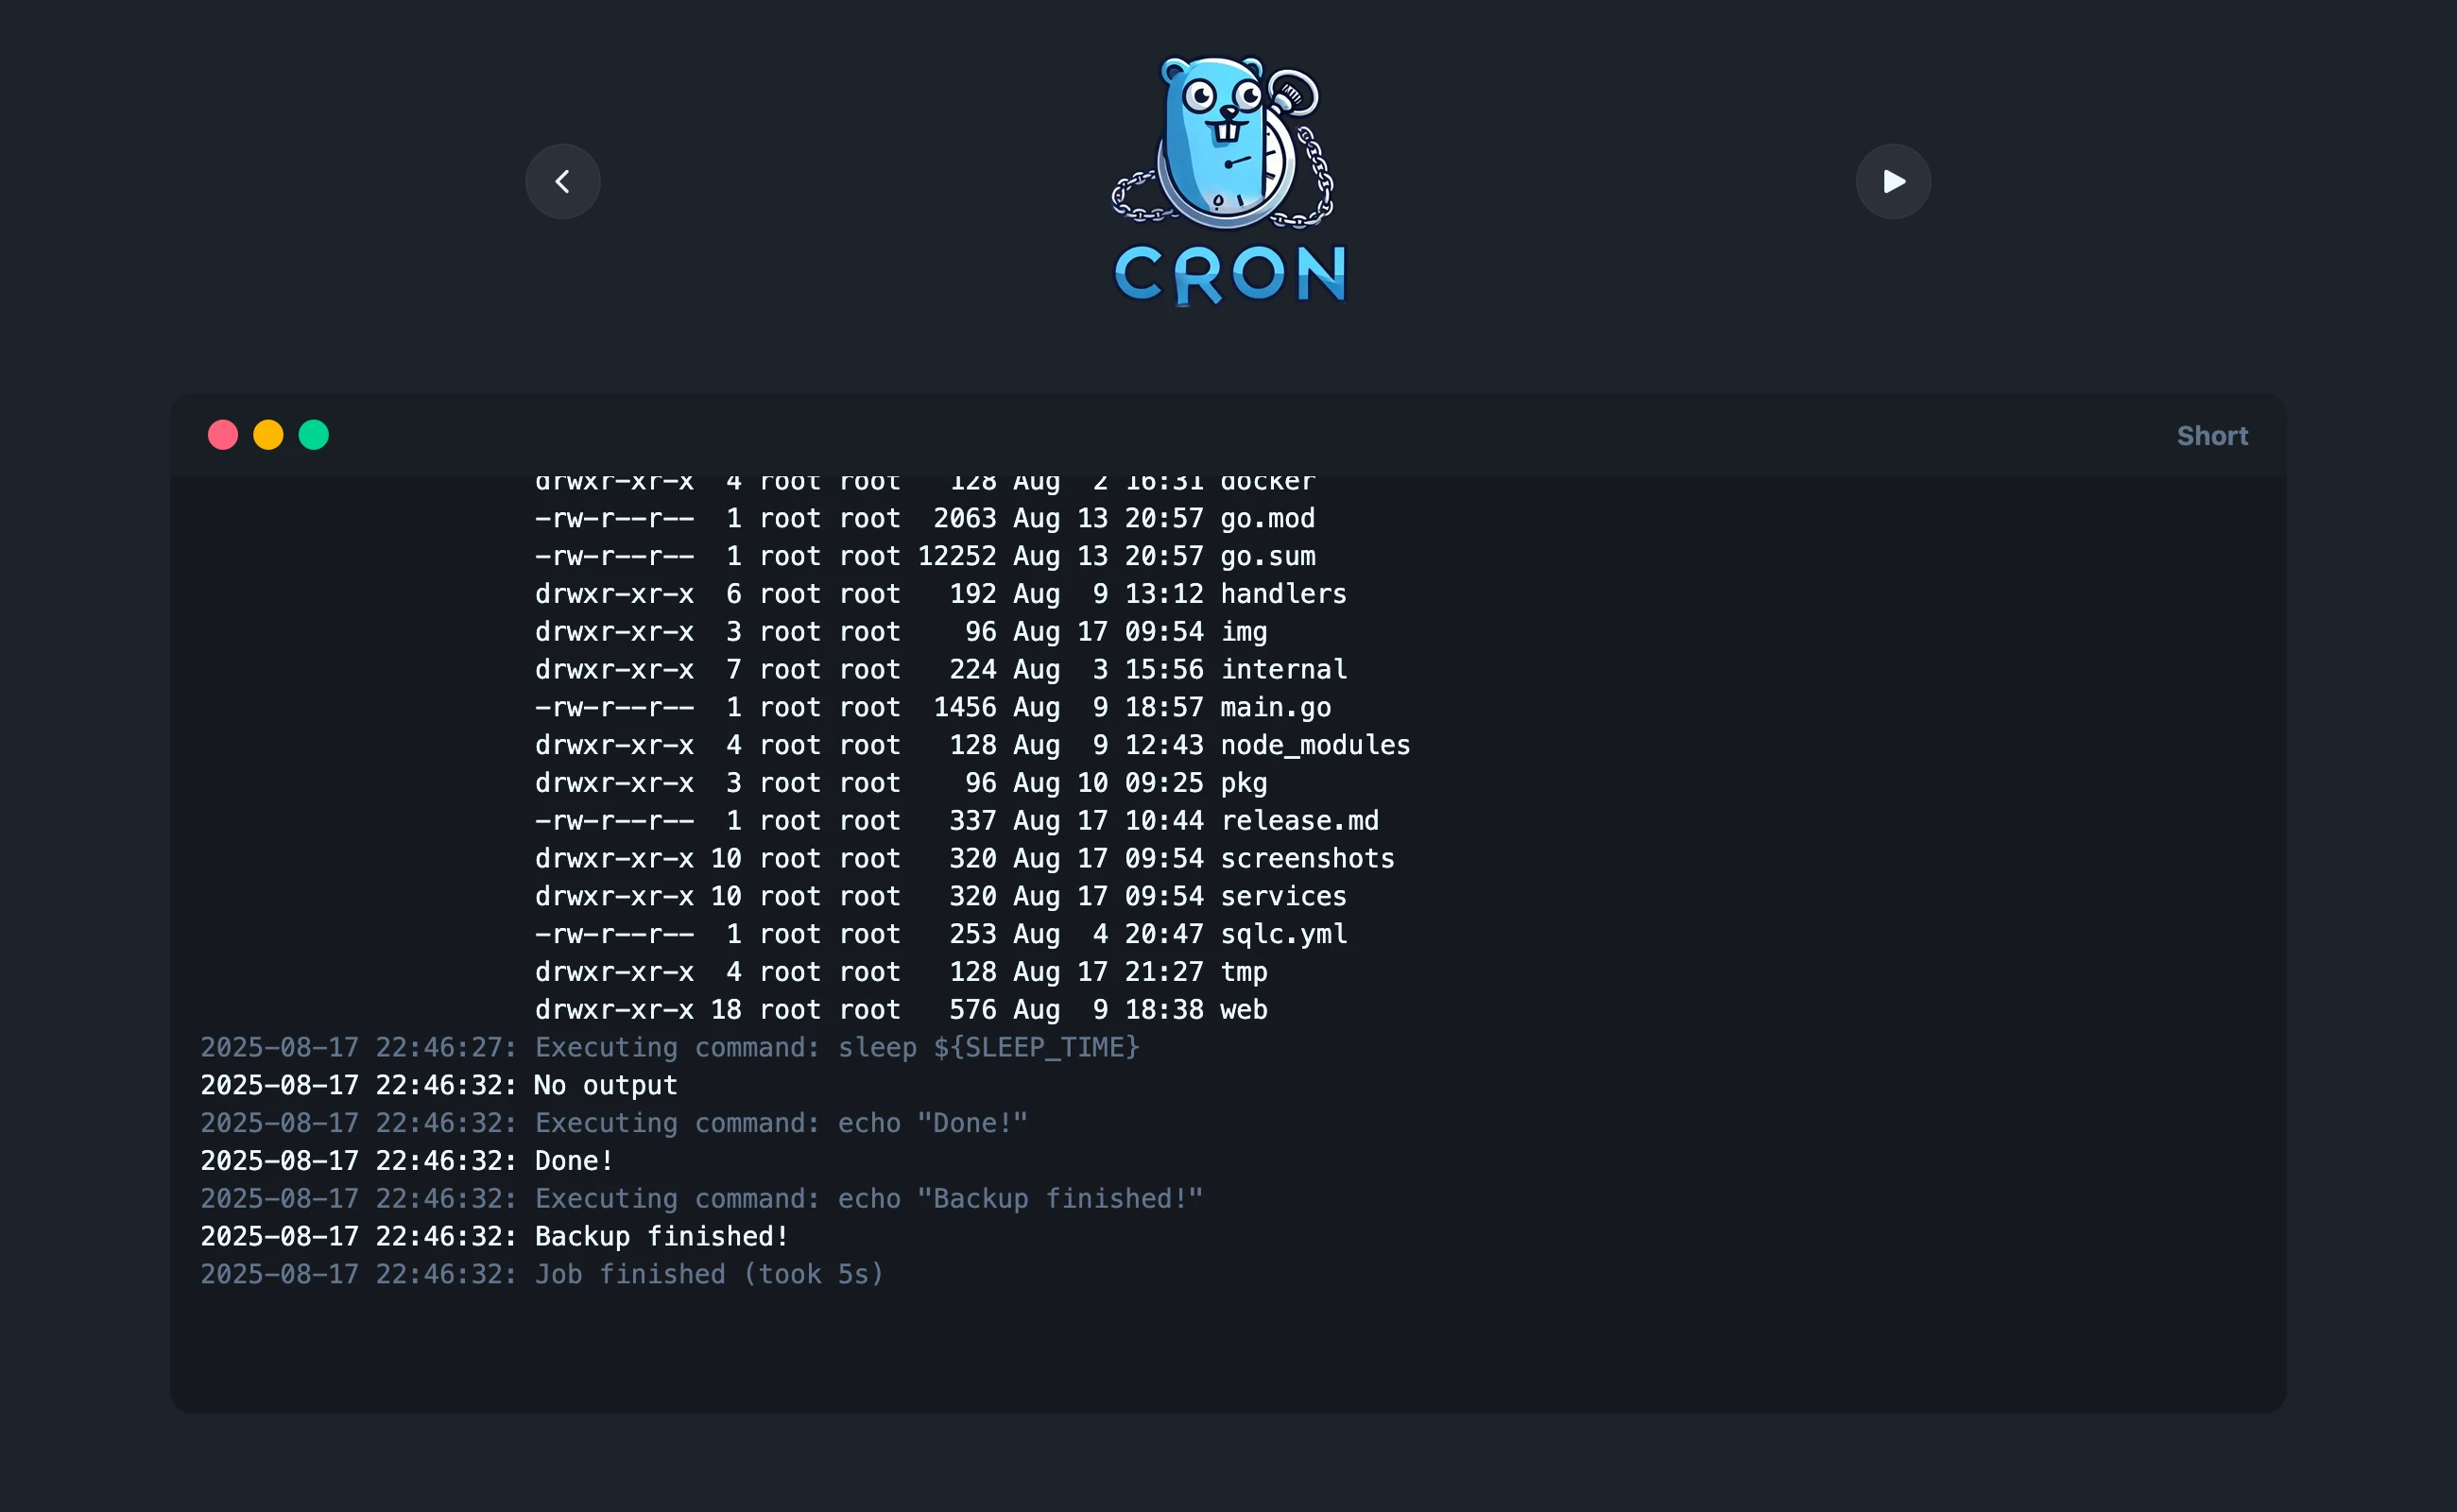 CRON
Short
drwxr-xr-x  4 root root   128 Aug  2 16:31 docker
-rw-r--r--  1 root root  2063 Aug 13 20:57 go.mod
-rw-r--r--  1 root root 12252 Aug 13 20:57 go.sum
drwxr-xr-x  6 root root   192 Aug  9 13:12 handlers
drwxr-xr-x  3 root root    96 Aug 17 09:54 img
drwxr-xr-x  7 root root   224 Aug  3 15:56 internal
-rw-r--r--  1 root root  1456 Aug  9 18:57 main.go
drwxr-xr-x  4 root root   128 Aug  9 12:43 node_modules
drwxr-xr-x  3 root root    96 Aug 10 09:25 pkg
-rw-r--r--  1 root root   337 Aug 17 10:44 release.md
drwxr-xr-x 10 root root   320 Aug 17 09:54 screenshots
drwxr-xr-x 10 root root   320 Aug 17 09:54 services
-rw-r--r--  1 root root   253 Aug  4 20:47 sqlc.yml
drwxr-xr-x  4 root root   128 Aug 17 21:27 tmp
drwxr-xr-x 18 root root   576 Aug  9 18:38 web
2025-08-17 22:46:27: Executing command: sleep ${SLEEP_TIME}
2025-08-17 22:46:32: No output
2025-08-17 22:46:32: Executing command: echo "Done!"
2025-08-17 22:46:32: Done!
2025-08-17 22:46:32: Executing command: echo "Backup finished!"
2025-08-17 22:46:32: Backup finished!
2025-08-17 22:46:32: Job finished (took 5s)